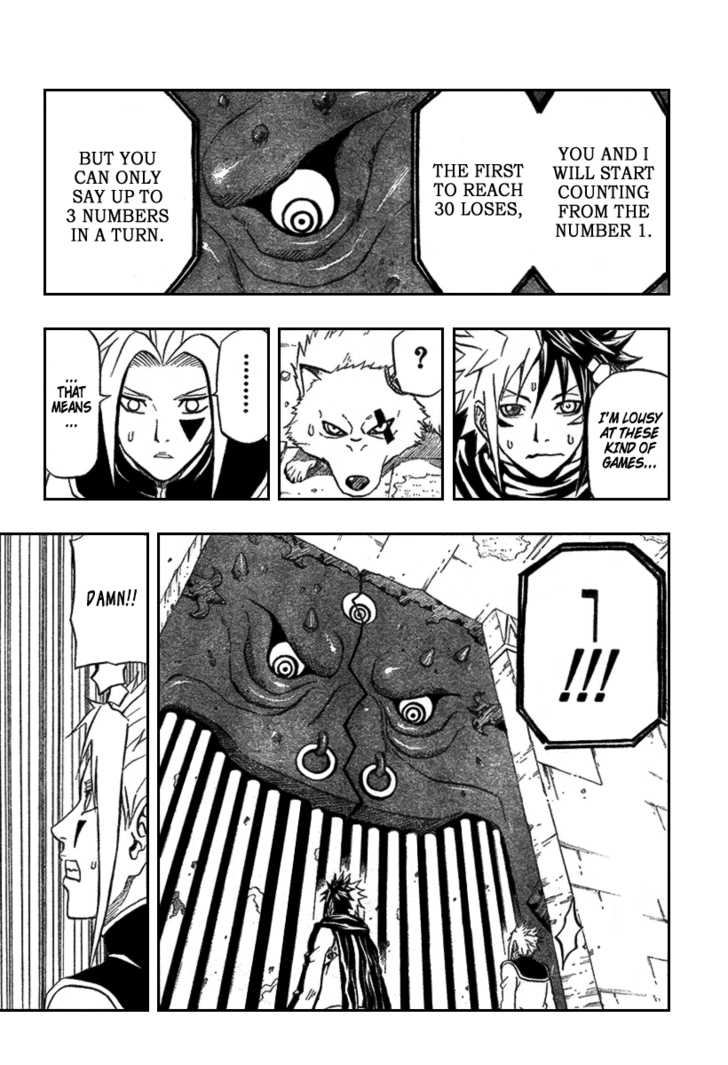 YOU AND I
WILL START
COUNTING
FROM THE
NUMBER 1.
THE FIRST
TO REACH
30 LOSES,
BUT YOU
CAN ONLY
SAY UP TO
3 NUMBERS
IN A TURN.
I'M LOUSY
AT THESE
KIND OF
GAMES...
?
.........
...
THAT
MEANS
...
1
!!!
DAMN!!